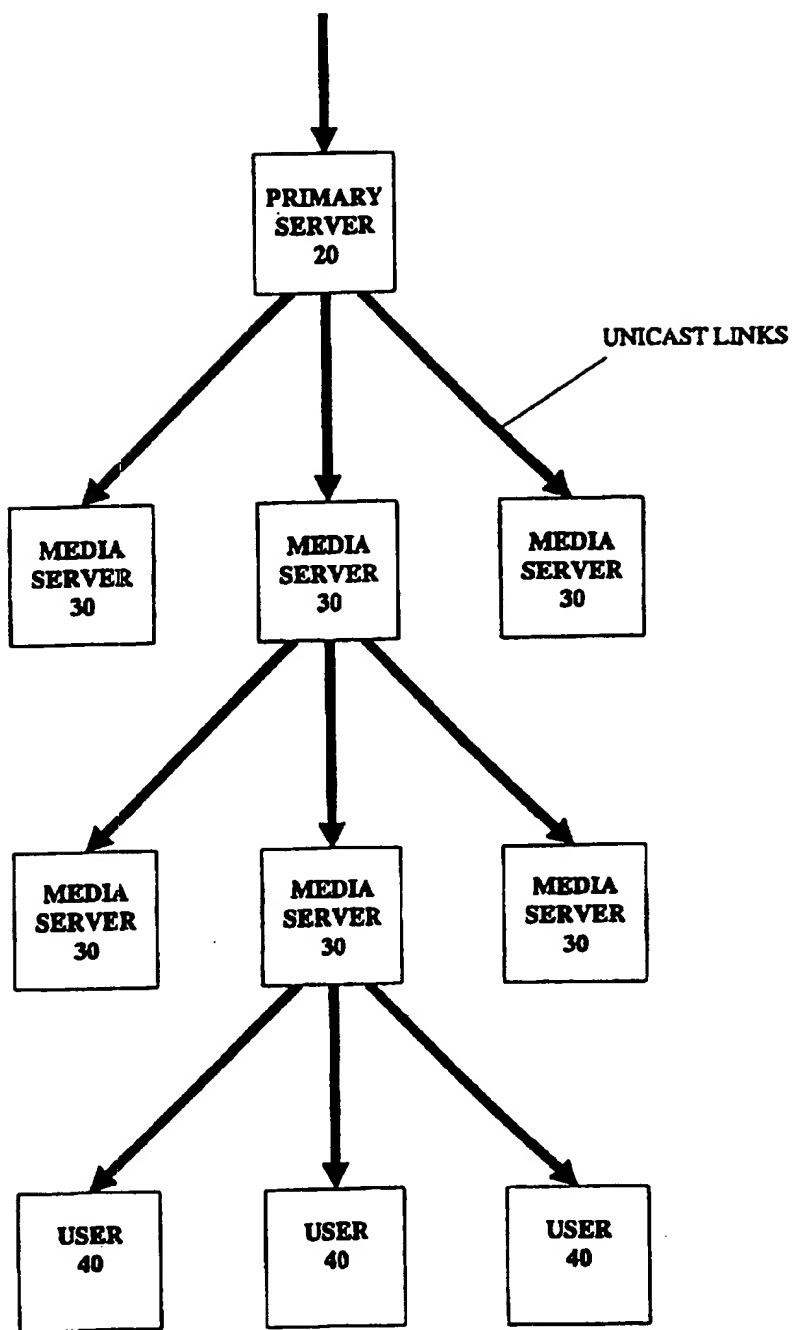 PRIMARY
SERVER
20
UNICAST LINKS
MEDIA
SERVER
30
MEDIA
SERVER
30
MEDIA
SERVER
30
MEDIA
SERVER
30
MEDIA
SERVER
30
MEDIA
SERVER
30
USER
40
USER
40
USER
40